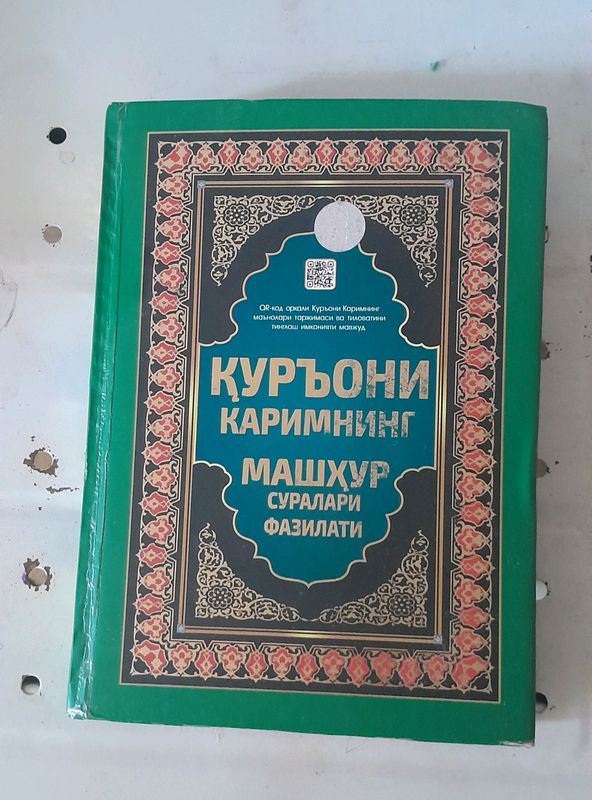 QR-код орқали Қуръони Каримнинг
маънолари таржимаси ва тиловатини
тинглаш имконияти мавжуд
ҚУРЪОНИ
КАРИМНИНГ
МАШҲУР
СУРАЛАРИ
ФАЗИЛАТИ